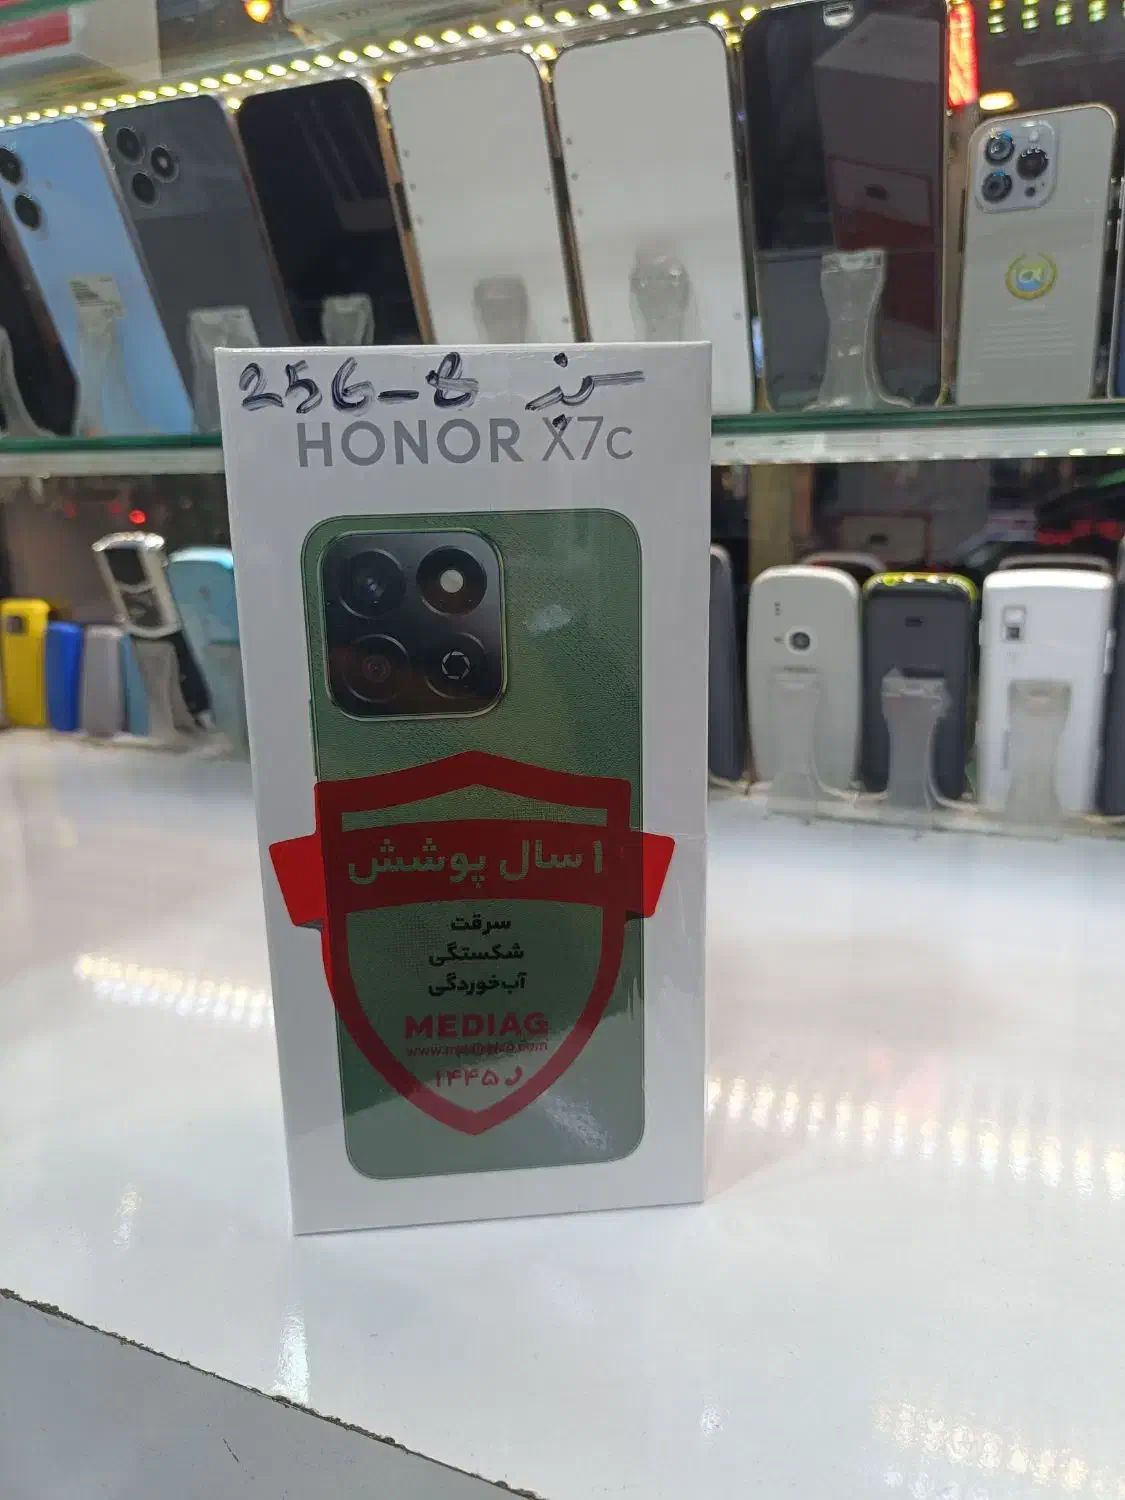 256-8 سبز
HONOR X7c
۱ سال پوشش
سرقت
شکستگی
آب‌خوردگی
MEDIAG
۱۴۴۵